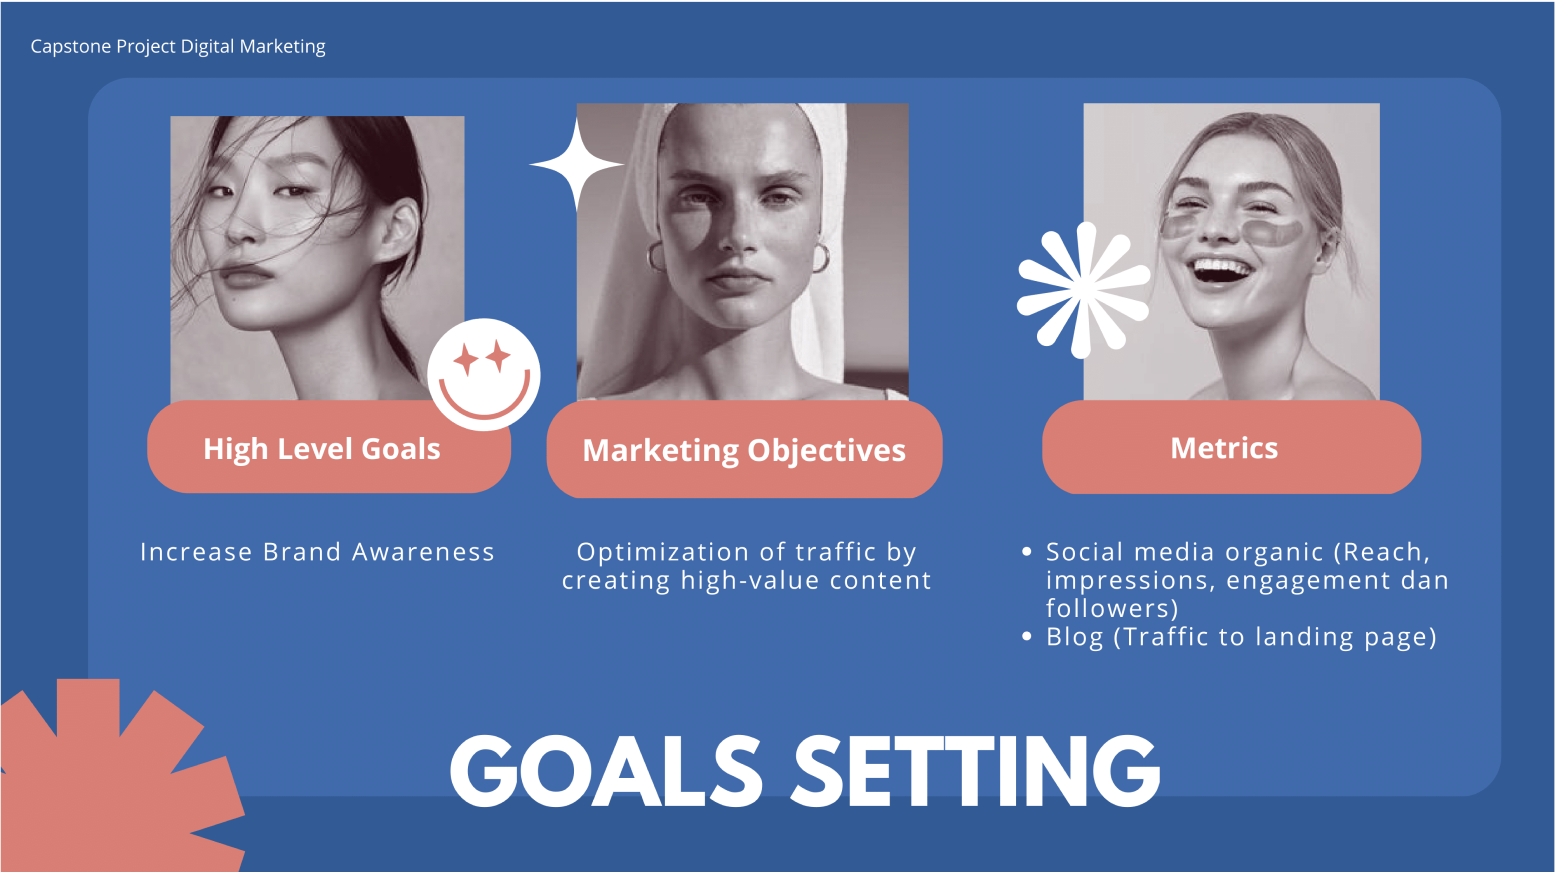 Capstone Project Digital Marketing
High Level Goals
Increase Brand Awareness
Marketing Objectives
Optimization of traffic by
creating high-value content
Metrics
• Social media organic (Reach,
impressions, engagement dan
followers)
• Blog (Traffic to landing page)
GOALS SETTING